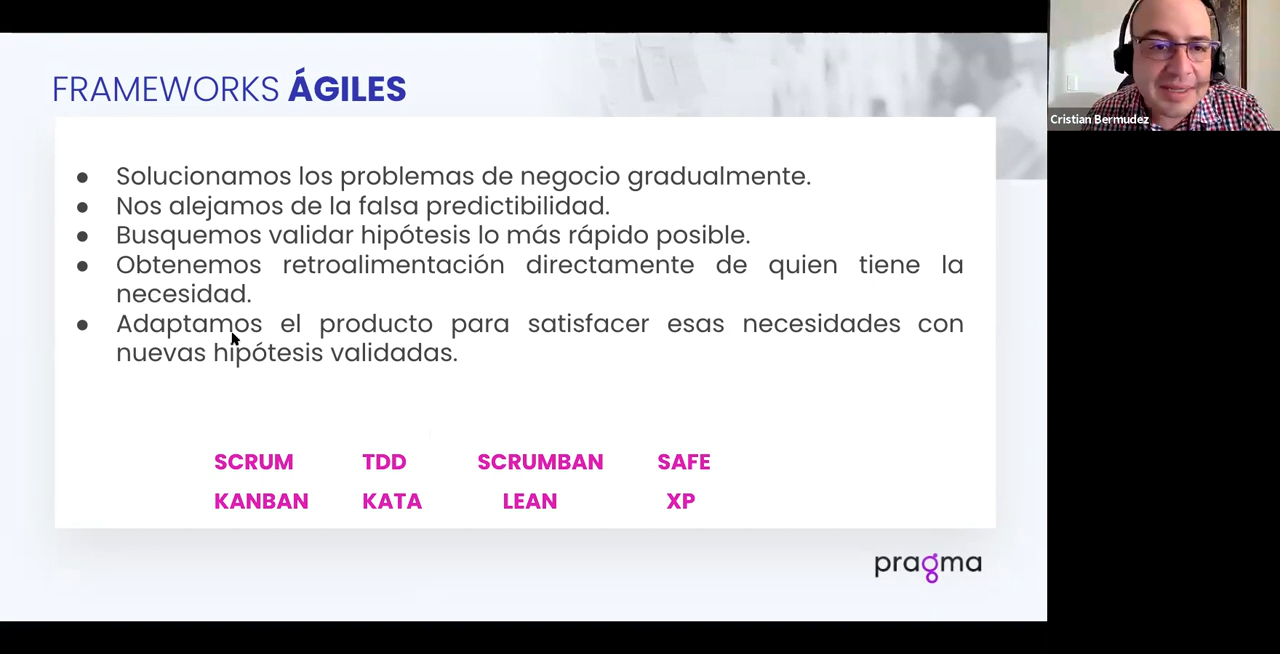 FRAMEWORKS ÁGILES
Cristian Bermudez
● Solucionamos los problemas de negocio gradualmente.
● Nos alejamos de la falsa predictibilidad.
● Busquemos validar hipótesis lo más rápido posible.
● Obtenemos retroalimentación directamente de quien tiene la
necesidad.
● Adaptamos el producto para satisfacer esas necesidades con
nuevas hipótesis validadas.
SCRUM TDD SCRUMBAN SAFE
KANBAN KATA LEAN XP
pragma